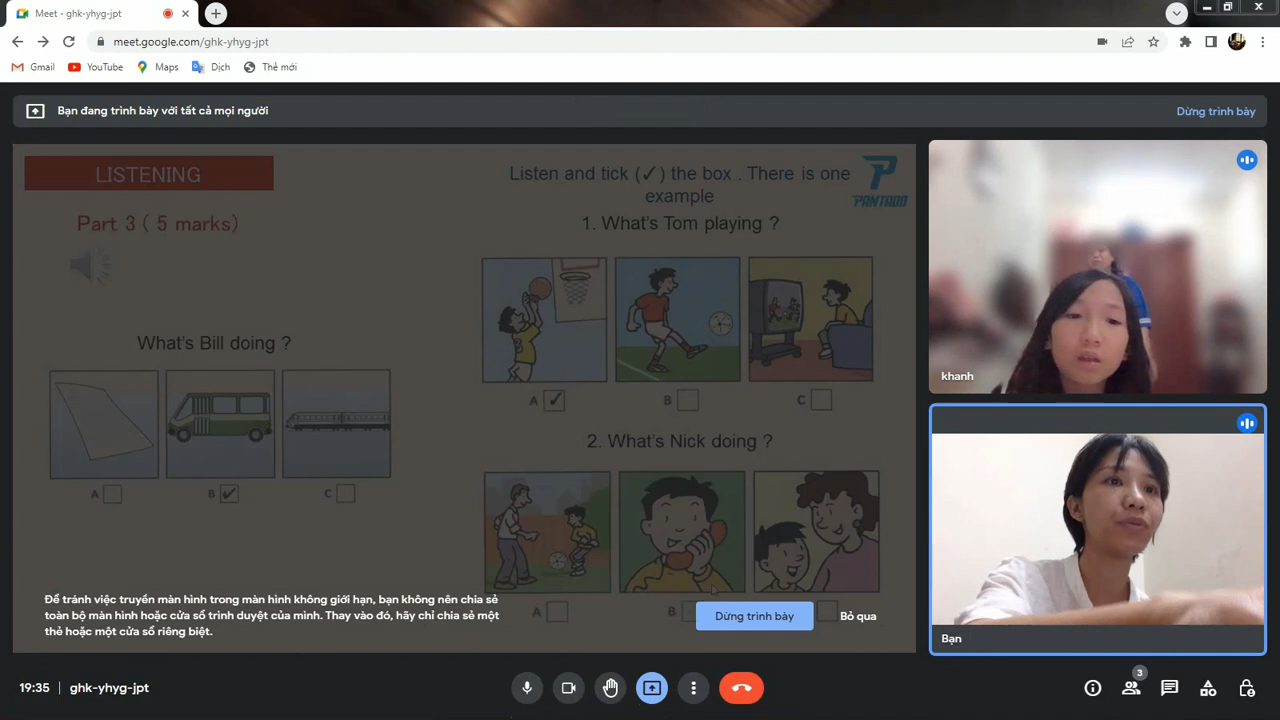 Meet - ghk-yhyg-jpt
meet.google.com/ghk-yhyg-jpt
Gmail
YouTube
Maps
Dịch
Thẻ mới
Bạn đang trình bày với tất cả mọi người
Dừng trình bày
LISTENING
Part 3 ( 5 marks)
What's Bill doing ?
A
B ✓
C
Listen and tick (✓) the box . There is one
example
PANTADO
1. What's Tom playing ?
A ✓
B
C
2. What's Nick doing ?
A
B
Để tránh việc truyền màn hình trong màn hình không giới hạn, bạn không nên chia sẻ
toàn bộ màn hình hoặc cửa sổ trình duyệt của mình. Thay vào đó, hãy chỉ chia sẻ một
thẻ hoặc một cửa sổ riêng biệt.
Dừng trình bày
Bỏ qua
khanh
Bạn
19:35 | ghk-yhyg-jpt
3